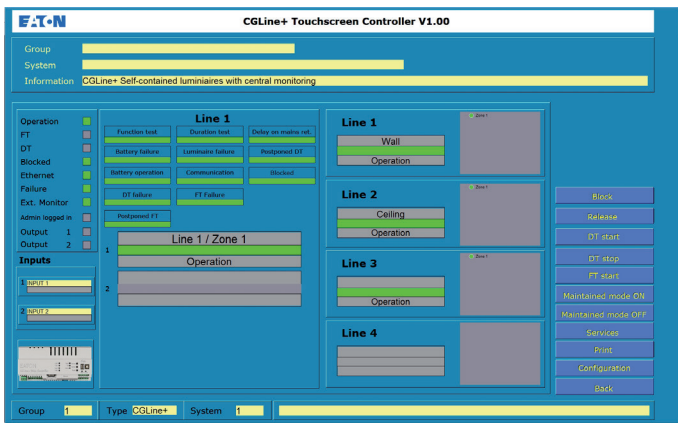 EATON
CGLine+ Touchscreen Controller V1.00
Group
System
Information CGLine+ Self-contained luminiaires with central monitoring
Operation
FT
DT
Blocked
Ethernet
Failure
Ext. Monitor
Admin logged in
Output 1
Output 2
Inputs
1 INPUT 1
2 INPUT 2
Line 1
Function test Duration test Delay on mains ret.
Battery failure Luminaire failure Postponed DT
Battery operation Communication Blocked
DT failure FT Failure
Postponed FT
1 Line 1 / Zone 1
Operation
2
Line 1
Wall
Operation
Zone 1
Line 2
Ceiling
Operation
Zone 1
Line 3
Operation
Zone 1
Line 4
Block
Release
DT start
DT stop
FT start
Maintained mode ON
Maintained mode OFF
Services
Print
Configuration
Back
Group 1 Type CGLine+ System 1